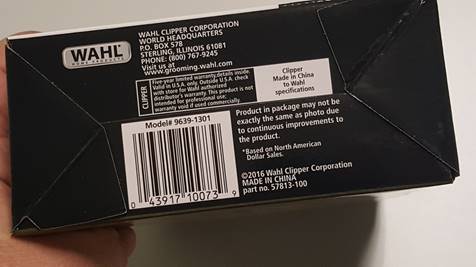 WAHL
HOME PRODUCTS
WAHL CLIPPER CORPORATION
WORLD HEADQUARTERS
P.O. BOX 578
STERLING, ILLINOIS 61081
PHONE: (800) 767-9245
Visit us at
www.grooming.wahl.com
CLIPPER
Five-year limited warranty, details inside.
Valid in U.S.A. only. Outside U.S.A. check
with store for Wahl authorized
distributor's warranty. This product is not
intended for professional use;
warranty void if used commercially
Clipper
Made in China
to Wahl
specifications
Model# 9639-1301
0 43917 10073 9
Product in package may not be
exactly the same as photo due
to continuous improvements to
the product.
*Based on North American
Dollar Sales.
©2016 Wahl Clipper Corporation
MADE IN CHINA
part no. 57813-100